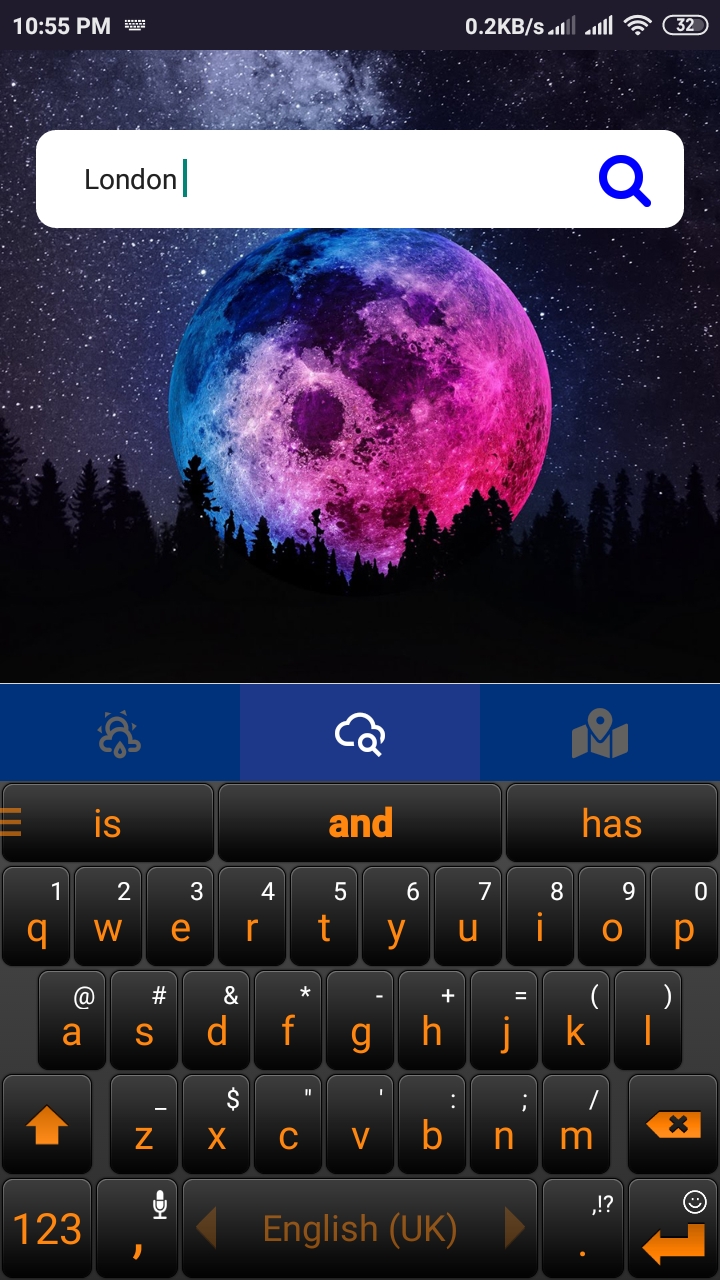 10:55 PM 0.2KB/s 32
London
is and has
1 2 3 4 5 6 7 8 9 0
q w e r t y u i o p
@ # & * - + = ( )
a s d f g h j k l
_ $ " ' : ; /
z x c v b n m
,!?
123 , English (UK) .